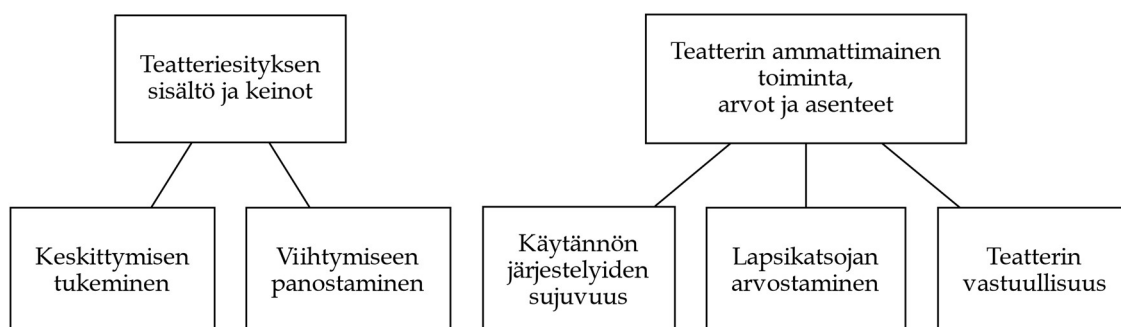 Teatteriesityksen
sisältö ja keinot
Teatterin ammattimainen
toiminta,
arvot ja asenteet
Keskittymisen
tukeminen
Viihtymiseen
panostaminen
Käytännön
järjestelyiden
sujuvuus
Lapsikatsojan
arvostaminen
Teatterin
vastuullisuus